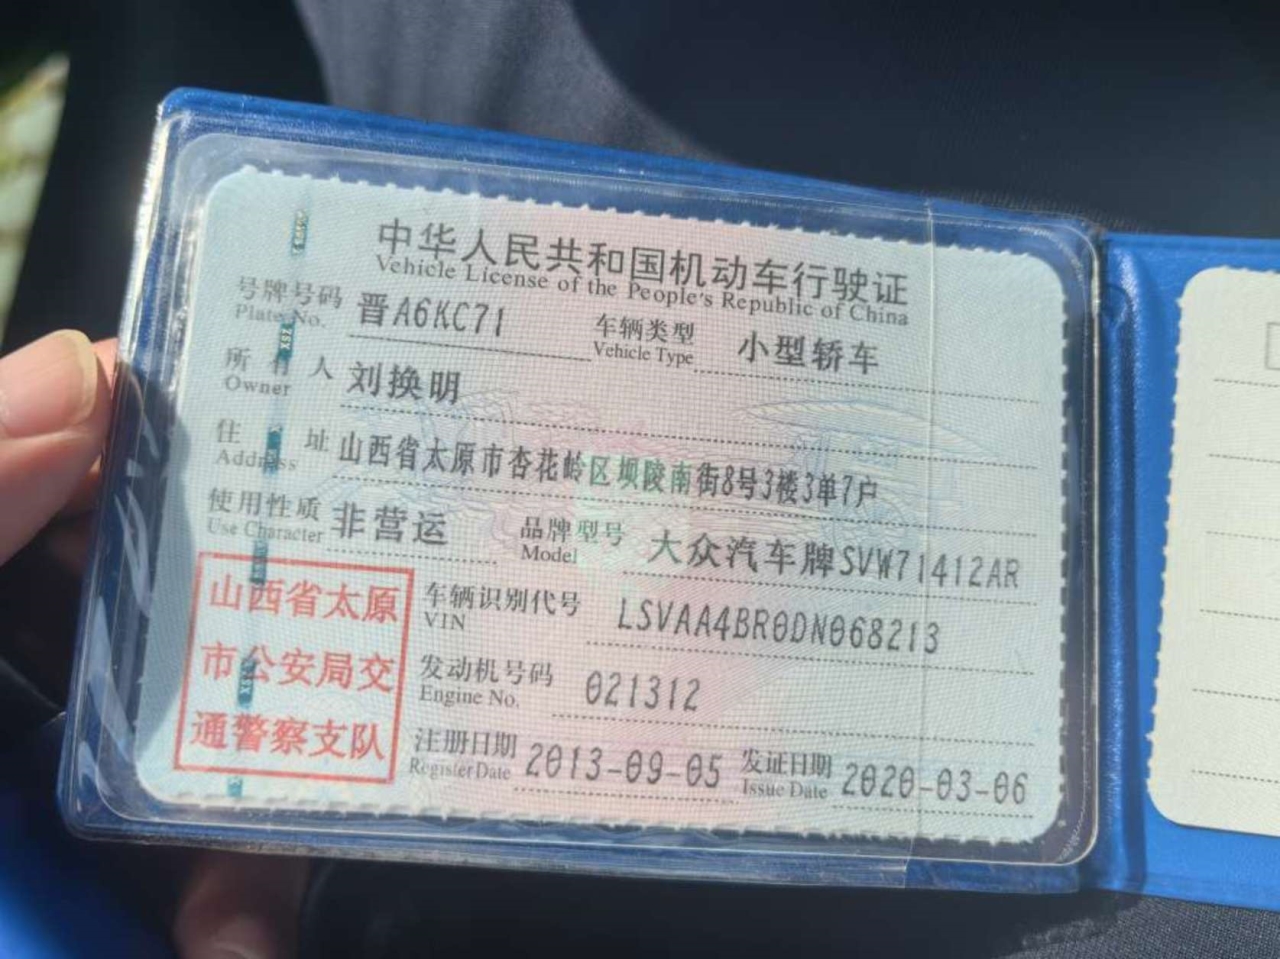 中华人民共和国机动车行驶证
Vehicle License of the People's Republic of China
号牌号码 晋A6KC71 车辆类型 小型轿车
Plate No. Vehicle Type
所有人 刘换明
Owner
住址 山西省太原市杏花岭区坝陵南街8号3楼3单7户
Address
使用性质 非营运 品牌型号 大众汽车牌SVW71412AR
Use Character Model
山西省太原
市公安局交
通警察支队
车辆识别代号 LSVAA4BR0DN068213
VIN
发动机号码 021312
Engine No.
注册日期 2013-09-05 发证日期 2020-03-06
Register Date Issue Date